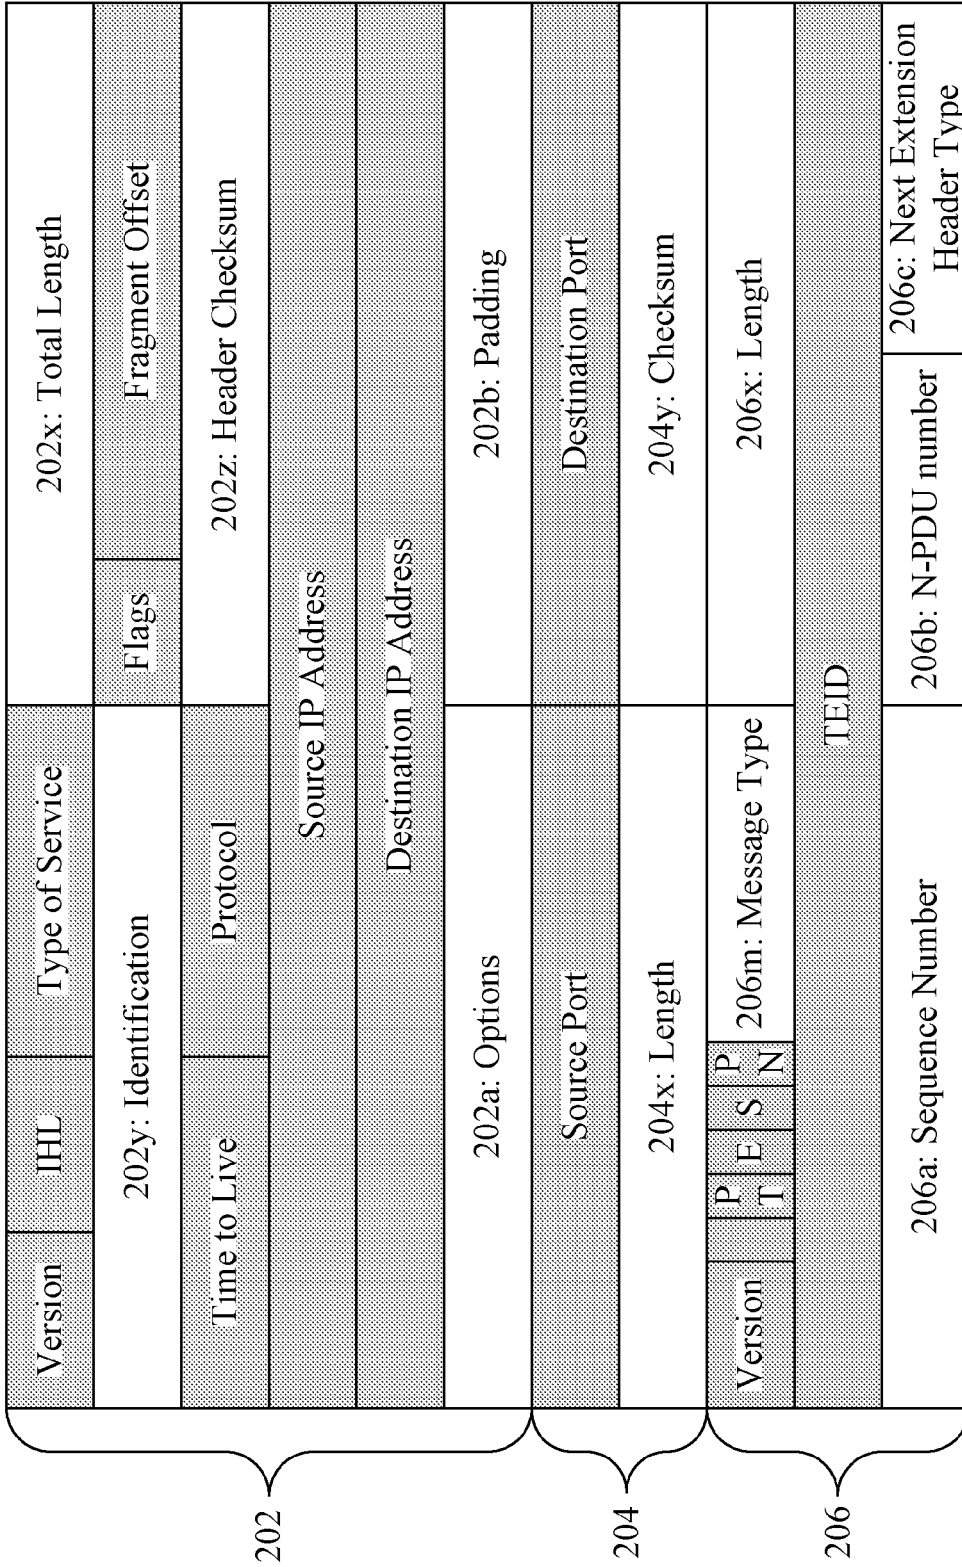 Version IHL Type of Service 202x: Total Length
202y: Identification Flags Fragment Offset
Time to Live Protocol 202z: Header Checksum
Source IP Address
Destination IP Address
202a: Options 202b: Padding
202
Source Port Destination Port
204x: Length 204y: Checksum
204
Version P T E S P N 206m: Message Type 206x: Length
TEID
206a: Sequence Number 206b: N-PDU number 206c: Next Extension
Header Type
206